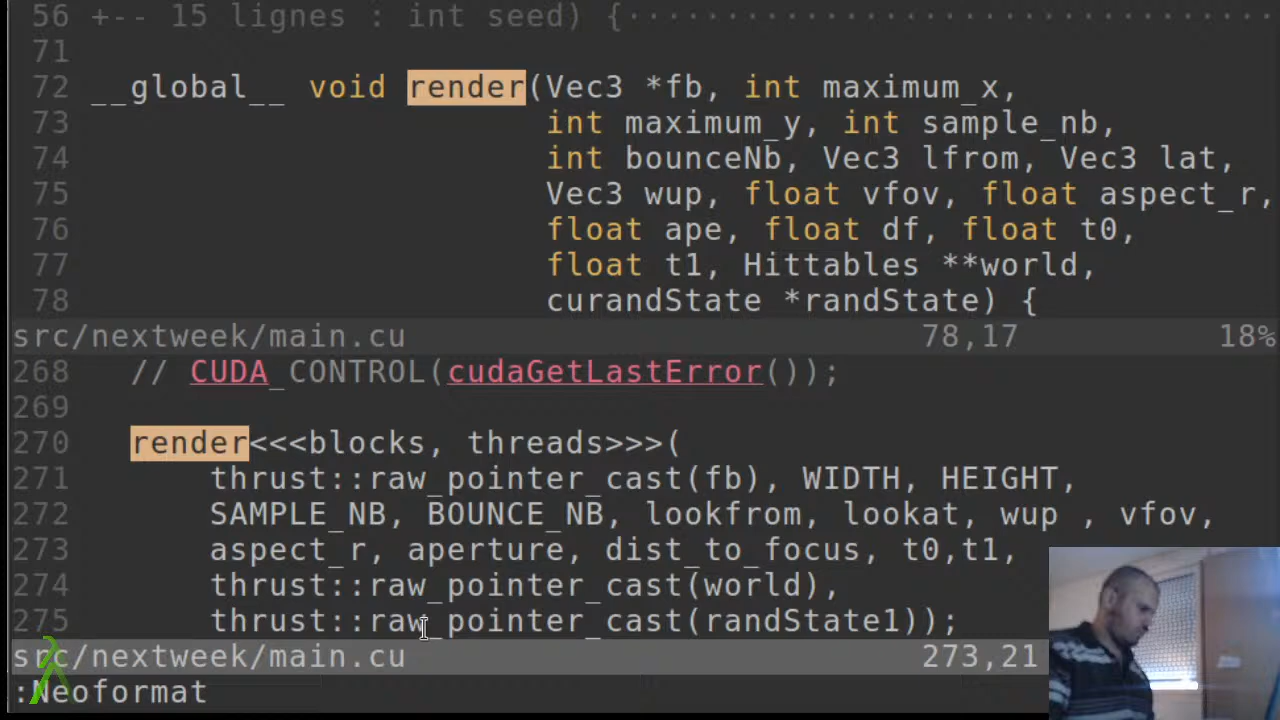 56 +-- 15 lignes : int seed) {································
71
72 __global__ void render(Vec3 *fb, int maximum_x,
73 int maximum_y, int sample_nb,
74 int bounceNb, Vec3 lfrom, Vec3 lat,
75 Vec3 wup, float vfov, float aspect_r,
76 float ape, float df, float t0,
77 float t1, Hittables **world,
78 curandState *randState) {
src/nextweek/main.cu 78,17 18%
268 // CUDA_CONTROL(cudaGetLastError());
269
270 render<<<blocks, threads>>>(
271 thrust::raw_pointer_cast(fb), WIDTH, HEIGHT,
272 SAMPLE_NB, BOUNCE_NB, lookfrom, lookat, wup , vfov,
273 aspect_r, aperture, dist_to_focus, t0,t1,
274 thrust::raw_pointer_cast(world),
275 thrust::raw_pointer_cast(randState1));
src/nextweek/main.cu 273,21
:Neoformat